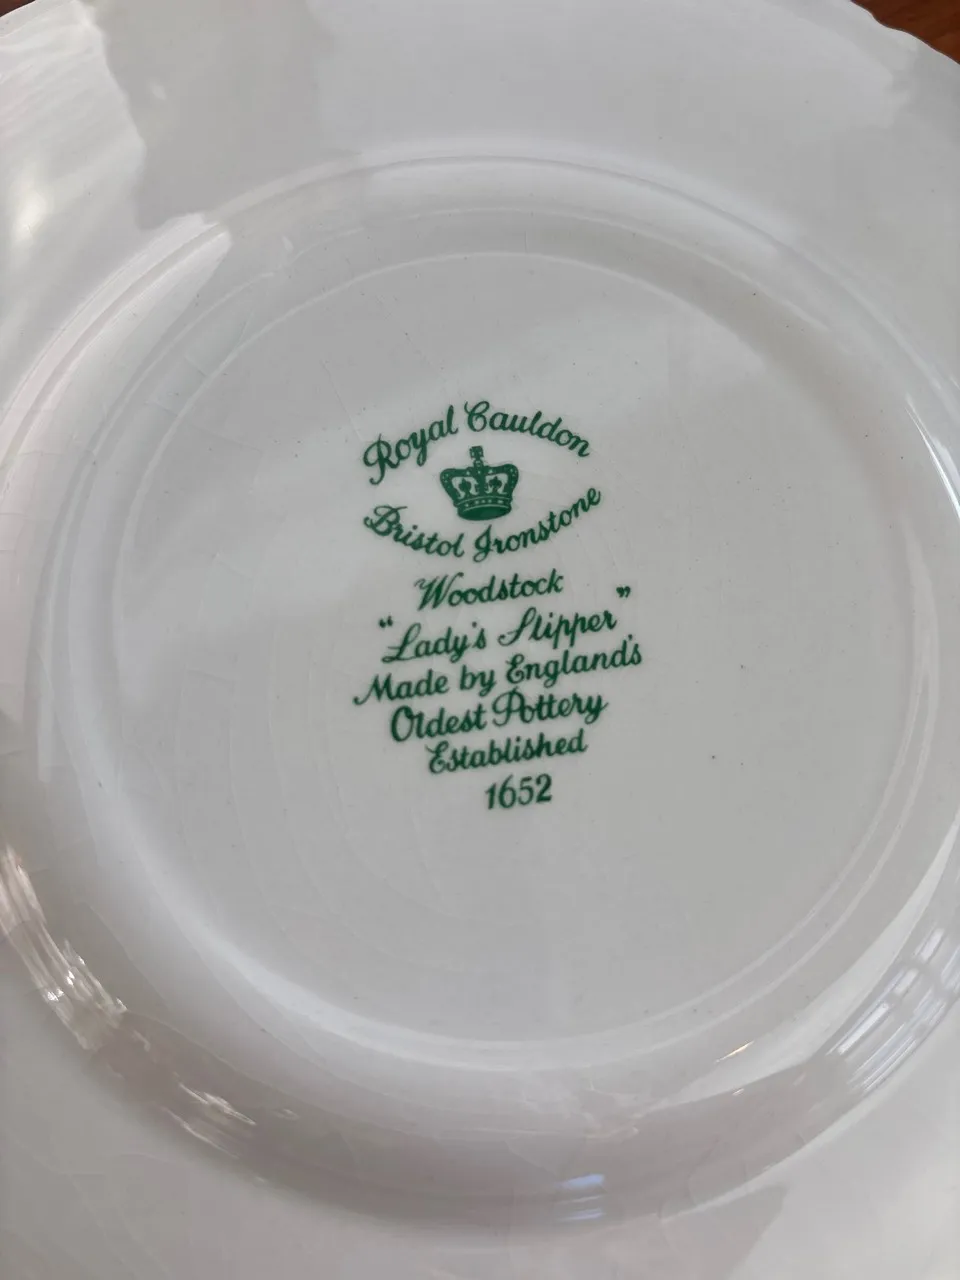 Royal Cauldon
Bristol Ironstone
Woodstock
"Lady's Slipper"
Made by England's
Oldest Pottery
Established
1652